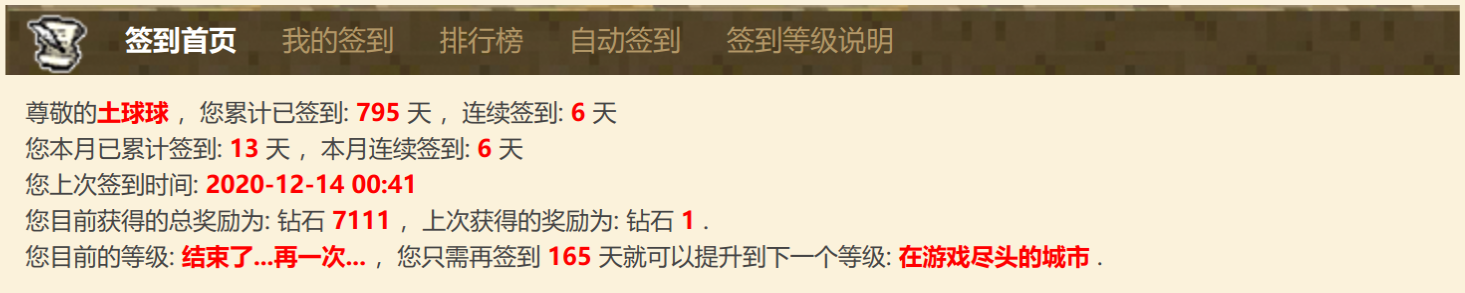 签到首页 我的签到 排行榜 自动签到 签到等级说明
尊敬的土球球 ，您累计已签到: 795 天 ，连续签到: 6 天
您本月已累计签到: 13 天 ，本月连续签到: 6 天
您上次签到时间: 2020-12-14 00:41
您目前获得的总奖励为: 钻石 7111 ，上次获得的奖励为: 钻石 1 .
您目前的等级: 结束了...再一次... ，您只需再签到 165 天就可以提升到下一个等级: 在游戏尽头的城市 .